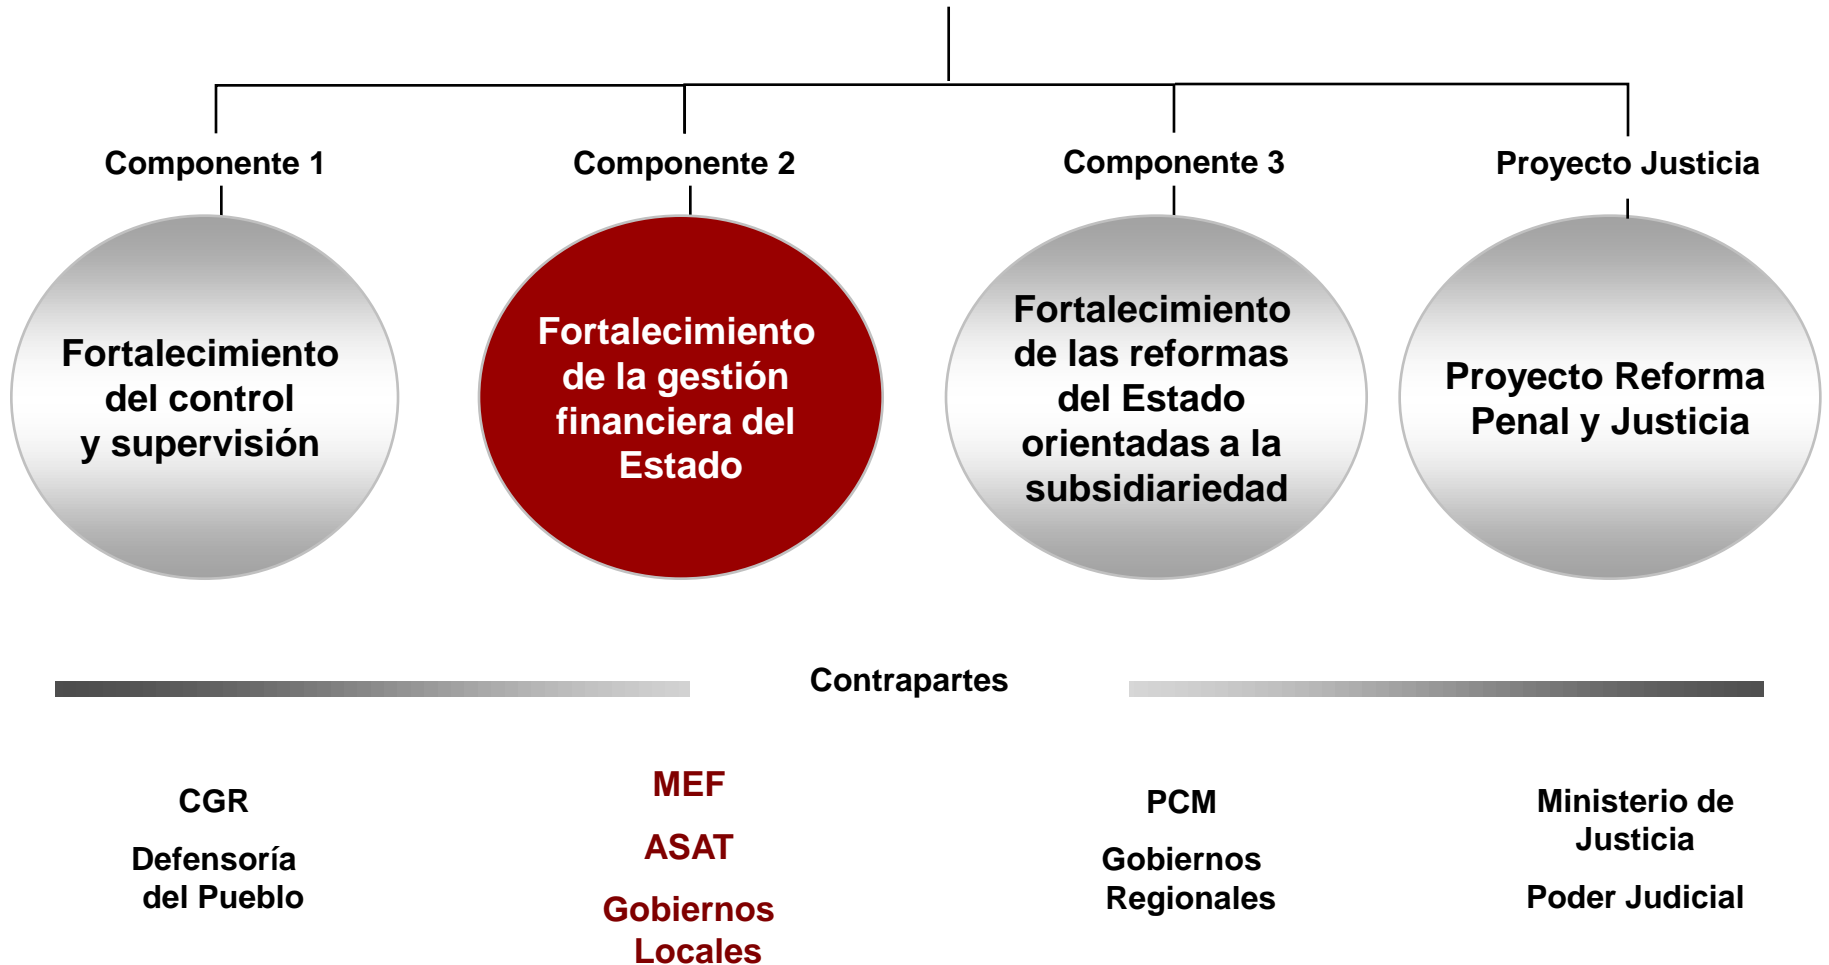 Componente 1
Componente 2
Componente 3
Proyecto Justicia
Fortalecimiento
del control
y supervisión
Fortalecimiento
de la gestión
financiera del
Estado
Fortalecimiento
de las reformas
del Estado
orientadas a la
subsidiariedad
Proyecto Reforma
Penal y Justicia
Contrapartes
CGR
Defensoría
del Pueblo
MEF
ASAT
Gobiernos
Locales
PCM
Gobiernos
Regionales
Ministerio de
Justicia
Poder Judicial